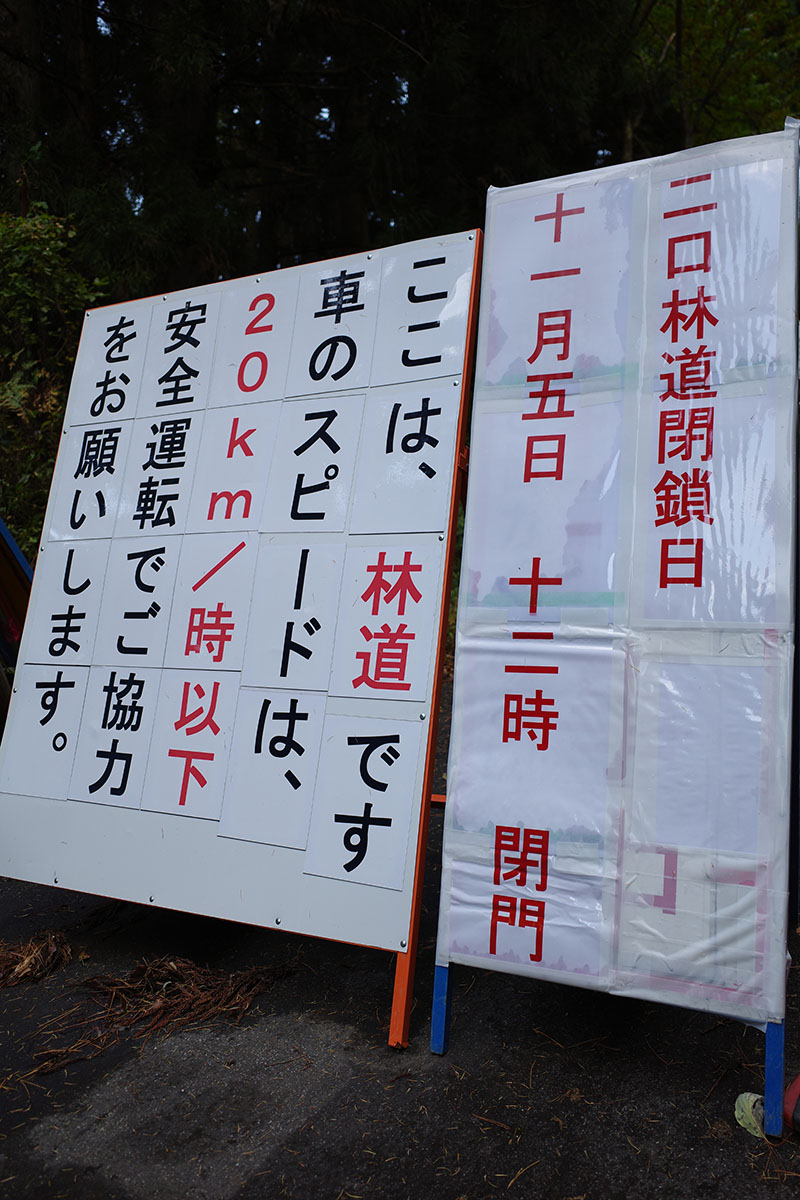 二口林道閉鎖日
十一月五日 十二時 閉門
ここは、林道です
車のスピードは、
20km/時以下
安全運転でご協力
をお願いします。